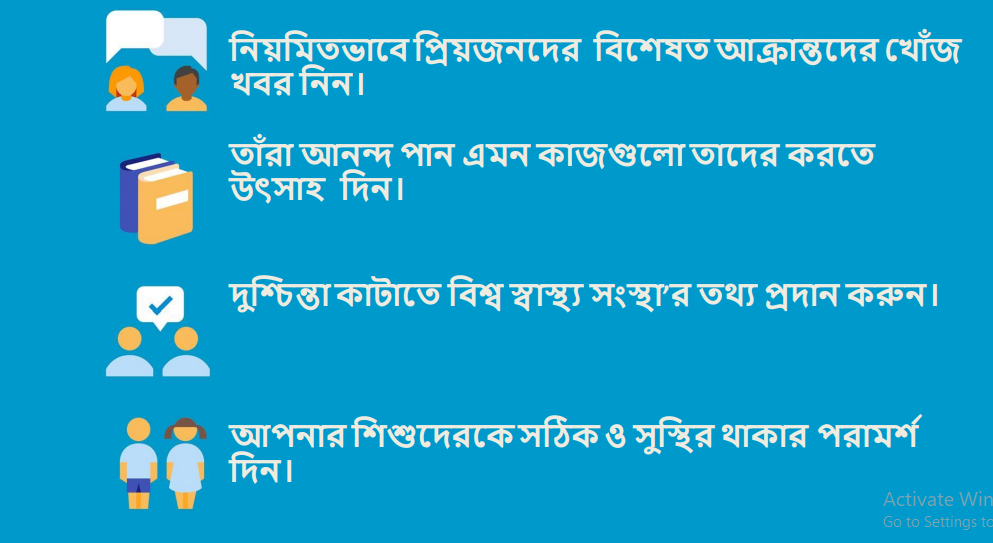 নিয়মিতভাবে প্রিয়জনদের বিশেষত আক্রান্তদের খোঁজ
খবর নিন।
তাঁরা আনন্দ পান এমন কাজগুলো তাদের করতে
উৎসাহ দিন।
দুশ্চিন্তা কাটাতে বিশ্ব স্বাস্থ্য সংস্থা'র তথ্য প্রদান করুন।
আপনার শিশুদেরকে সঠিক ও সুস্থির থাকার পরামর্শ
দিন।
Activate Win
Go to Settings to